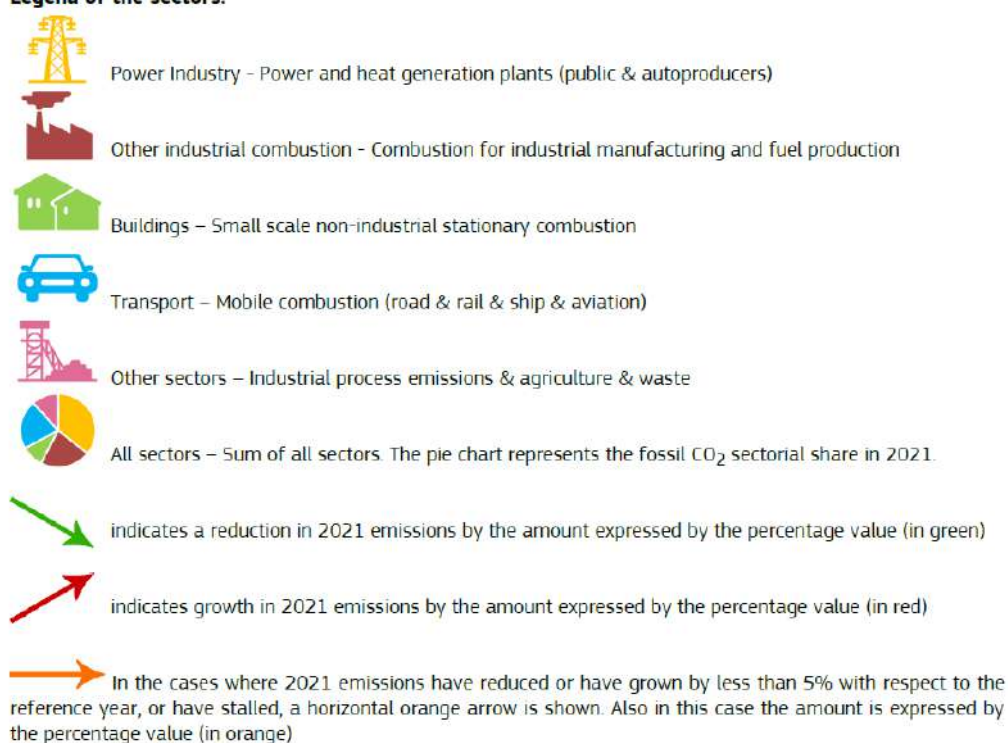 Legend of the sectors:
Power Industry - Power and heat generation plants (public & autoproducers)
Other industrial combustion - Combustion for industrial manufacturing and fuel production
Buildings – Small scale non-industrial stationary combustion
Transport – Mobile combustion (road & rail & ship & aviation)
Other sectors – Industrial process emissions & agriculture & waste
All sectors – Sum of all sectors. The pie chart represents the fossil CO₂ sectorial share in 2021.
indicates a reduction in 2021 emissions by the amount expressed by the percentage value (in green)
indicates growth in 2021 emissions by the amount expressed by the percentage value (in red)
In the cases where 2021 emissions have reduced or have grown by less than 5% with respect to the
reference year, or have stalled, a horizontal orange arrow is shown. Also in this case the amount is expressed by
the percentage value (in orange)